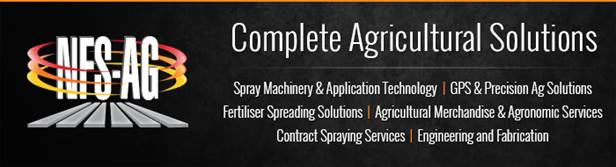 NFS-AG
Complete Agricultural Solutions
Spray Machinery & Application Technology | GPS & Precision Ag Solutions
Fertiliser Spreading Solutions | Agricultural Merchandise & Agronomic Services
Contract Spraying Services | Engineering and Fabrication